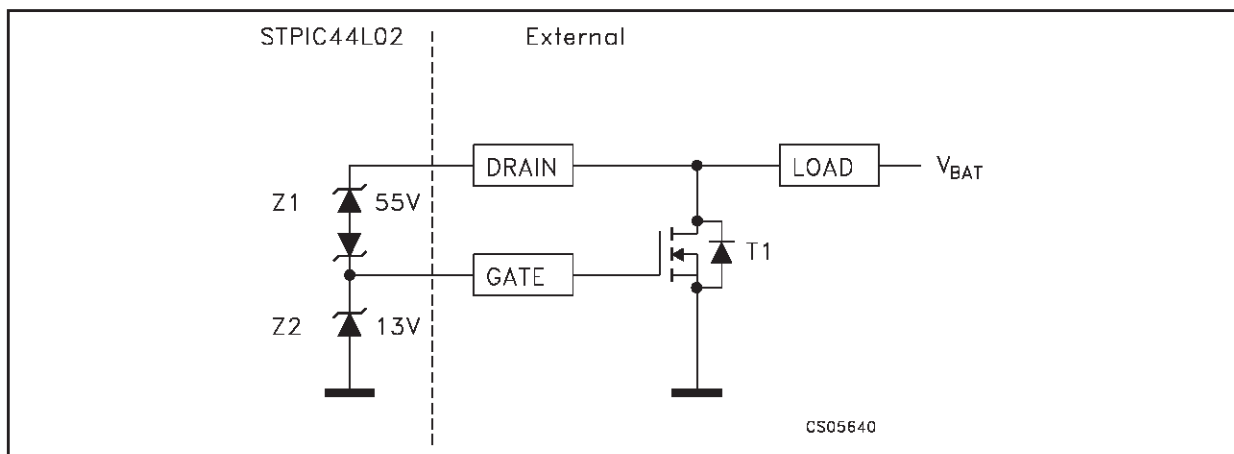 STPIC44L02 External
DRAIN LOAD V_BAT
Z1 55V
T1
GATE
Z2 13V
CS05640